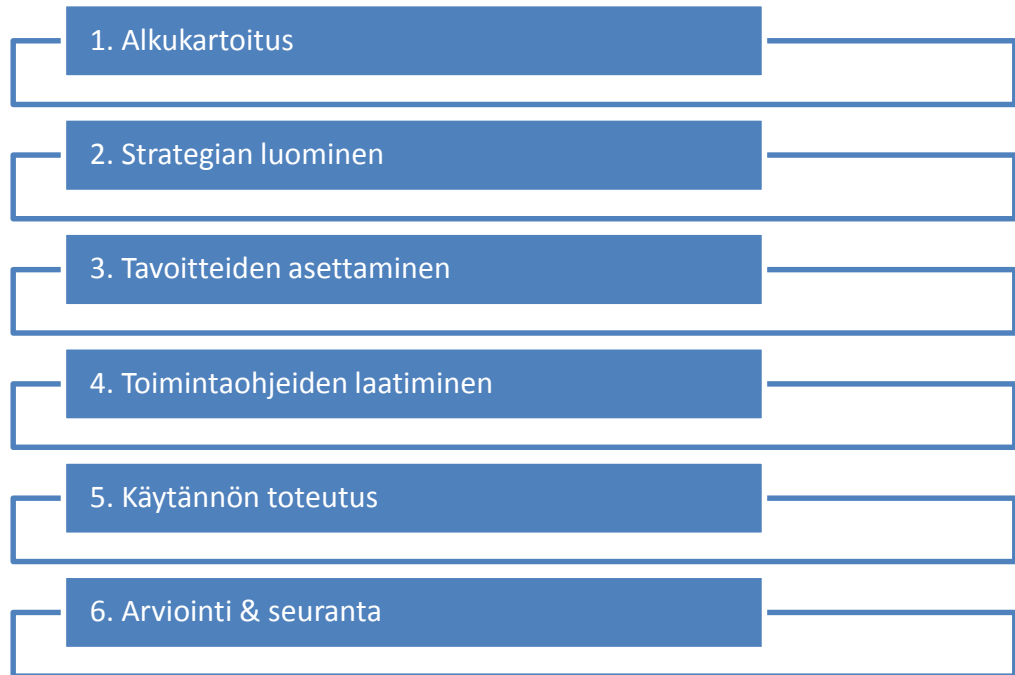 1. Alkukartoitus
2. Strategian luominen
3. Tavoitteiden asettaminen
4. Toimintaohjeiden laatiminen
5. Käytännön toteutus
6. Arviointi & seuranta